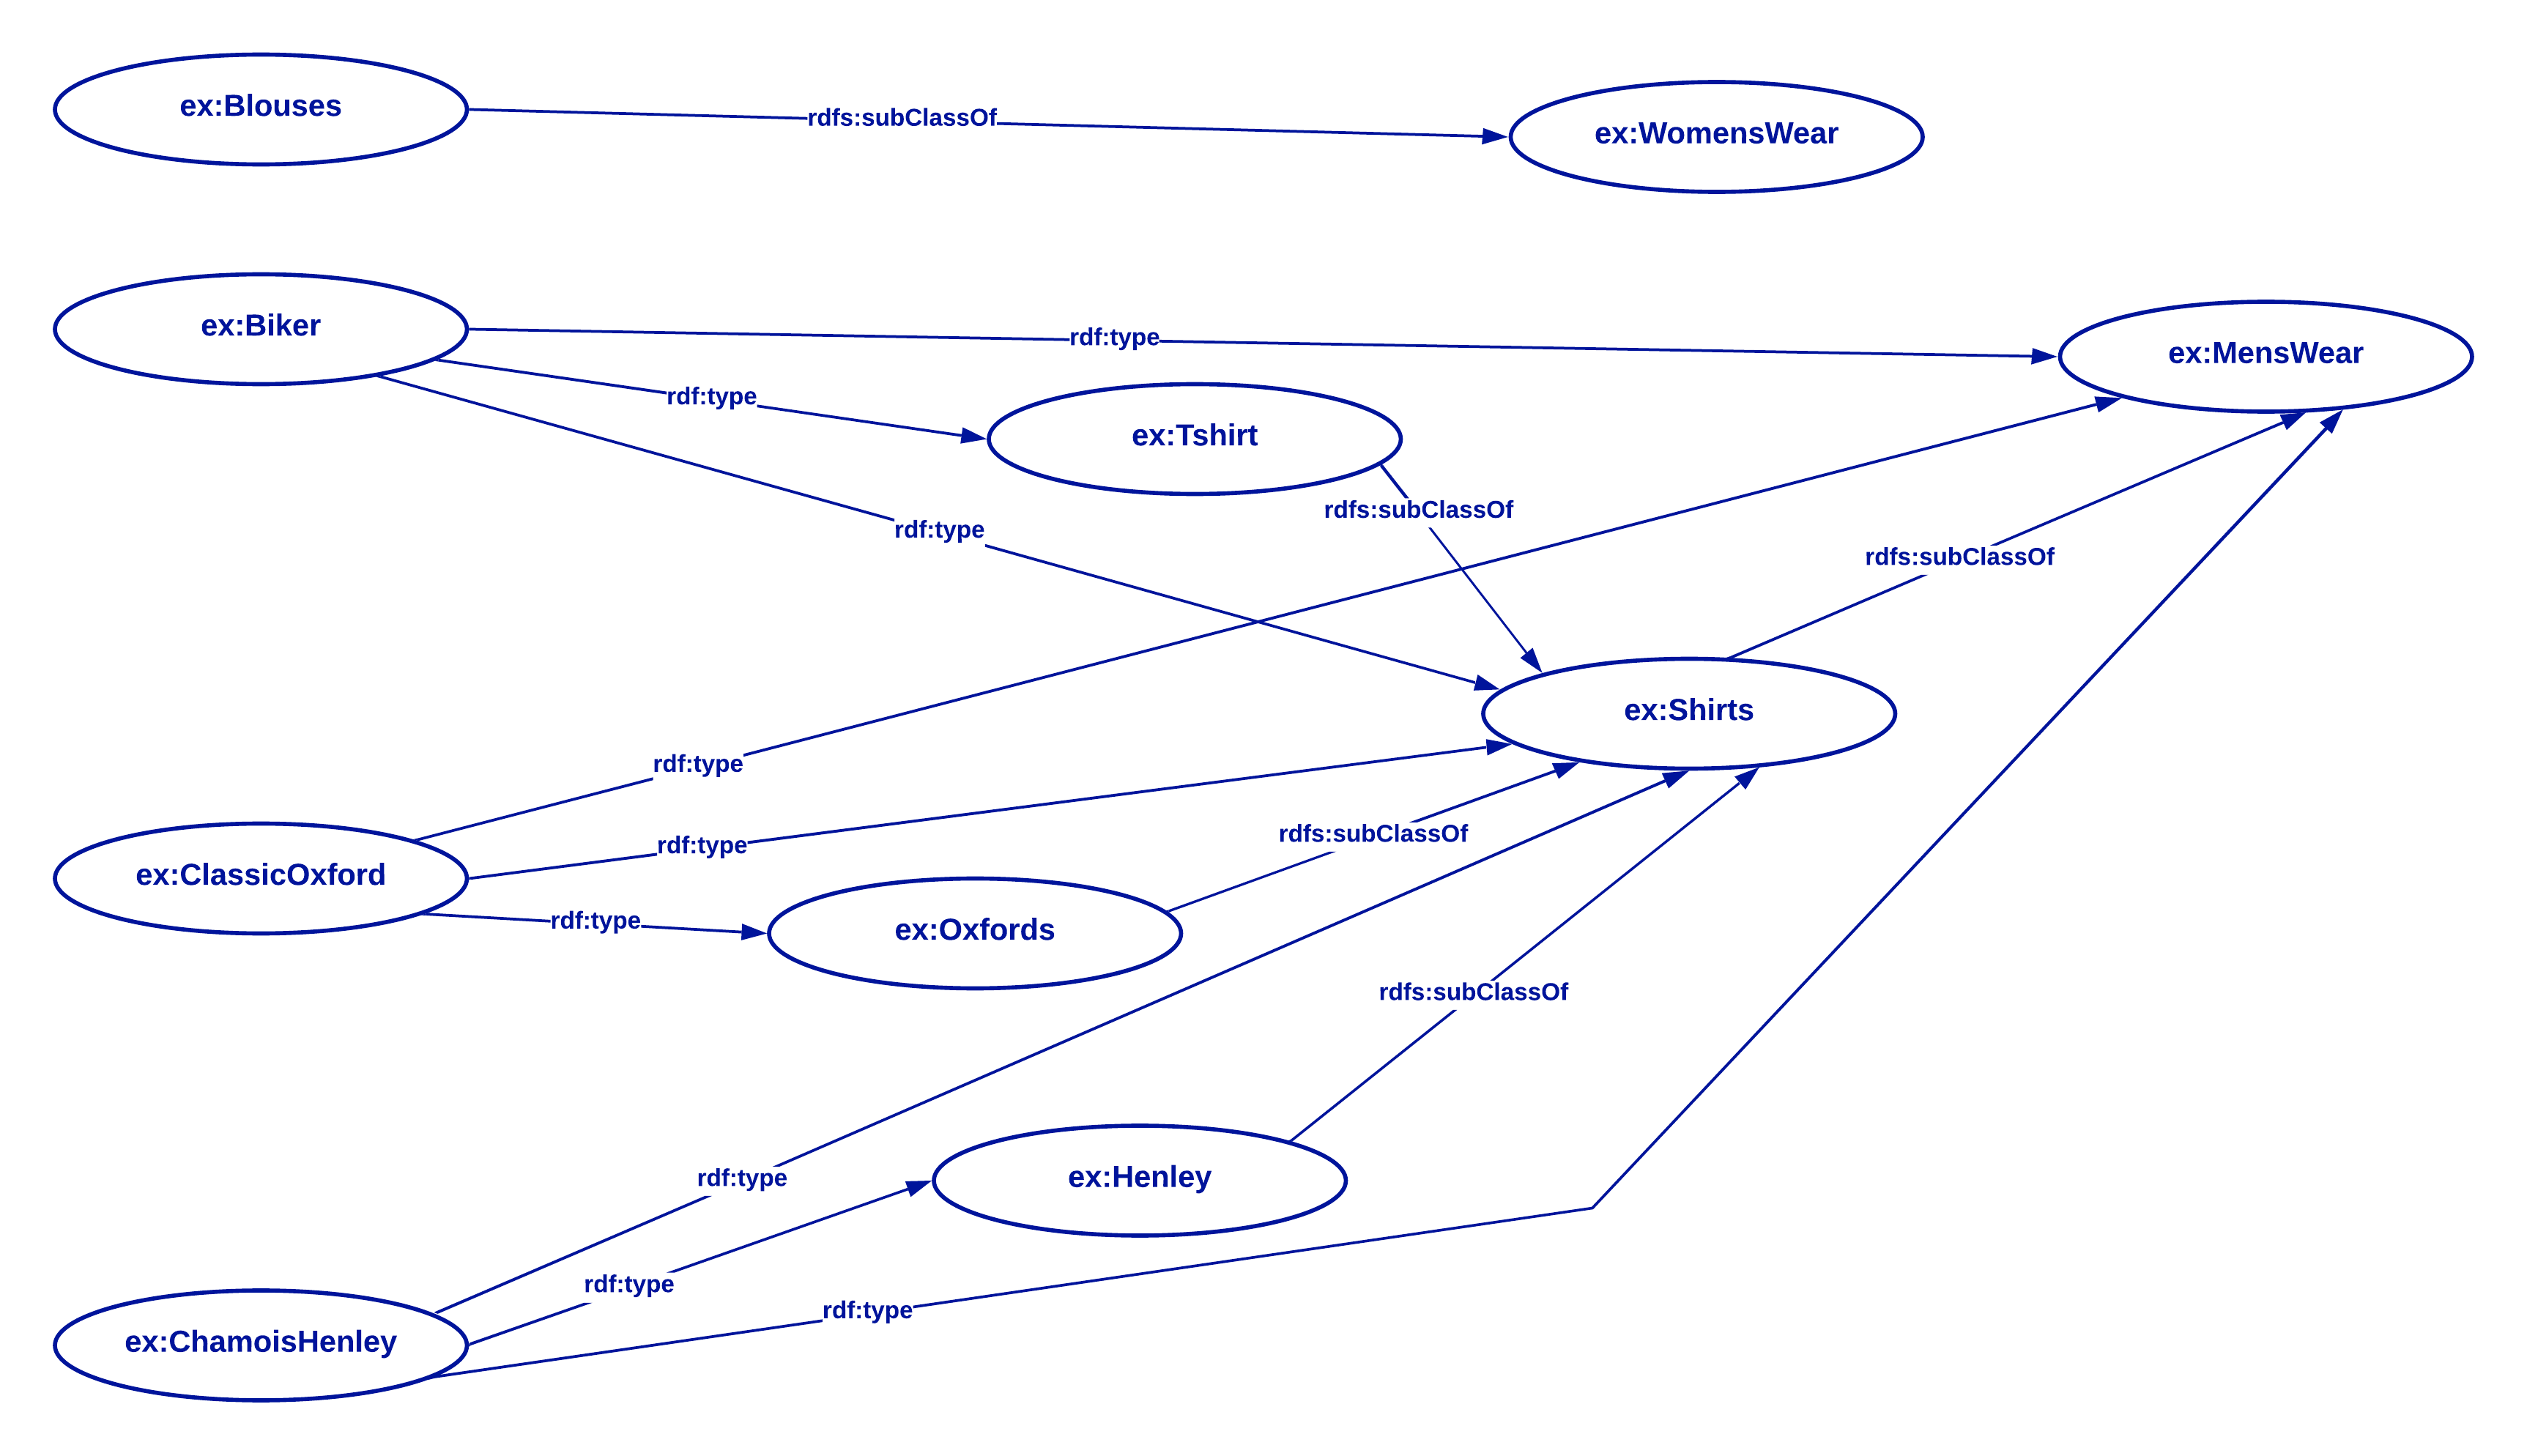 ex:Blouses
rdfs:subClassOf
ex:WomensWear
ex:Biker
rdf:type
ex:MensWear
rdf:type
ex:Tshirt
rdfs:subClassOf
rdf:type
rdfs:subClassOf
ex:Shirts
rdf:type
rdf:type
rdfs:subClassOf
ex:ClassicOxford
rdf:type
ex:Oxfords
rdfs:subClassOf
rdf:type
ex:Henley
rdf:type
rdf:type
ex:ChamoisHenley